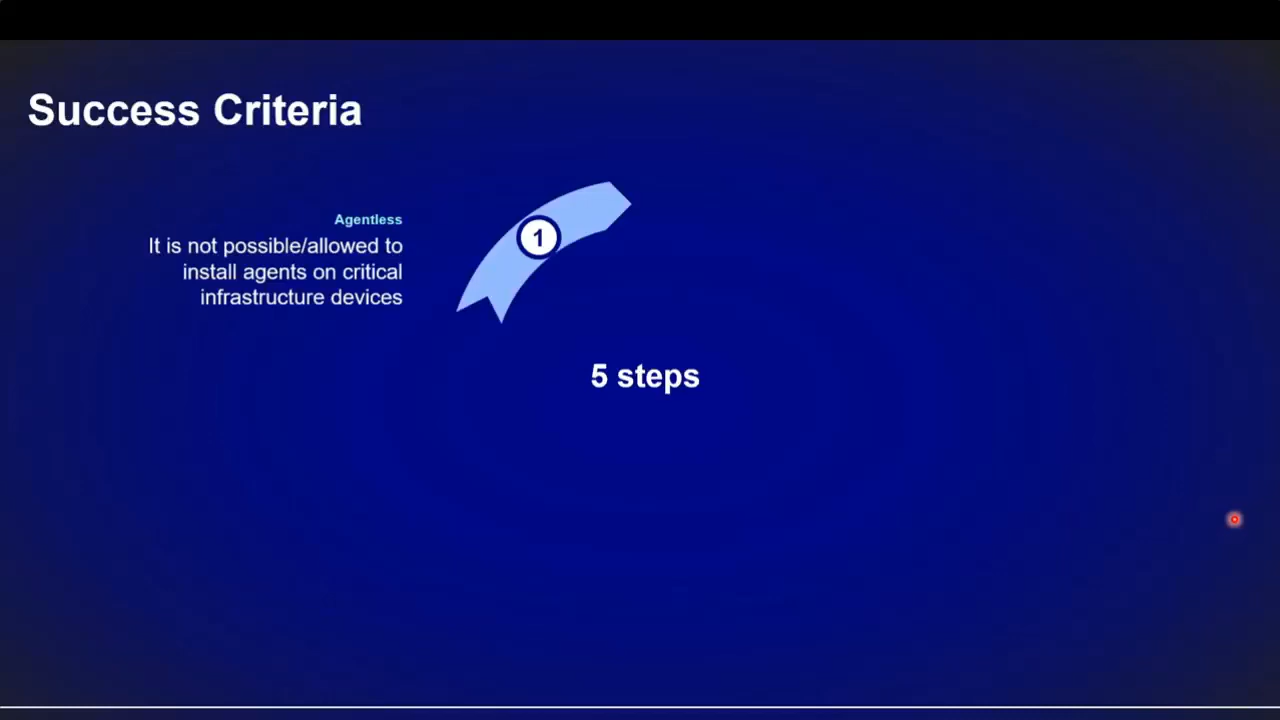 Success Criteria
Agentless
It is not possible/allowed to
install agents on critical
infrastructure devices
1
5 steps